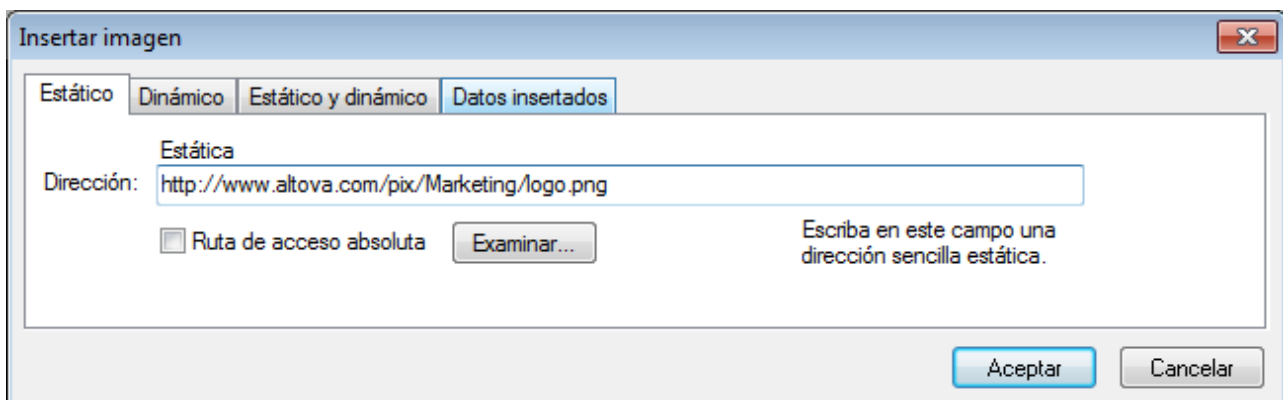 Insertar imagen
Estático Dinámico Estático y dinámico Datos insertados
Estática
Dirección: http://www.altova.com/pix/Marketing/logo.png
Ruta de acceso absoluta Examinar... Escriba en este campo una
dirección sencilla estática.
Aceptar Cancelar